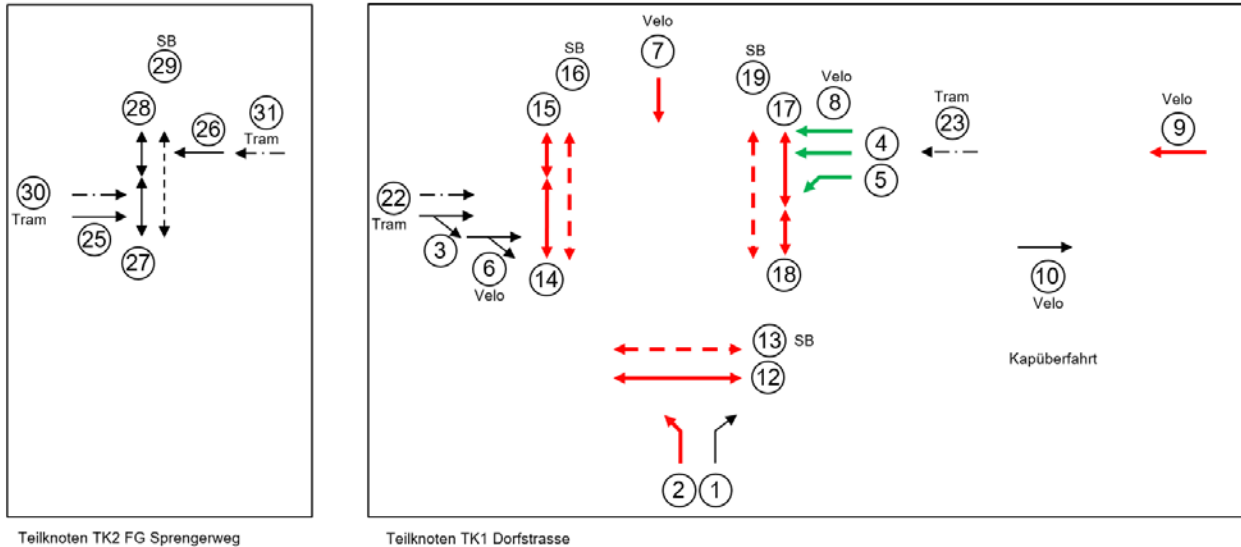 SB
29
28
26
31
Tram
30
Tram
25
27
Teilknoten TK2 FG Sprengerweg
Velo
7
SB
16
15
SB
19
17
Velo
8
4
5
Tram
23
Velo
9
22
Tram
3
6
Velo
14
18
10
Velo
13 SB
12
Kapüberfahrt
2 1
Teilknoten TK1 Dorfstrasse